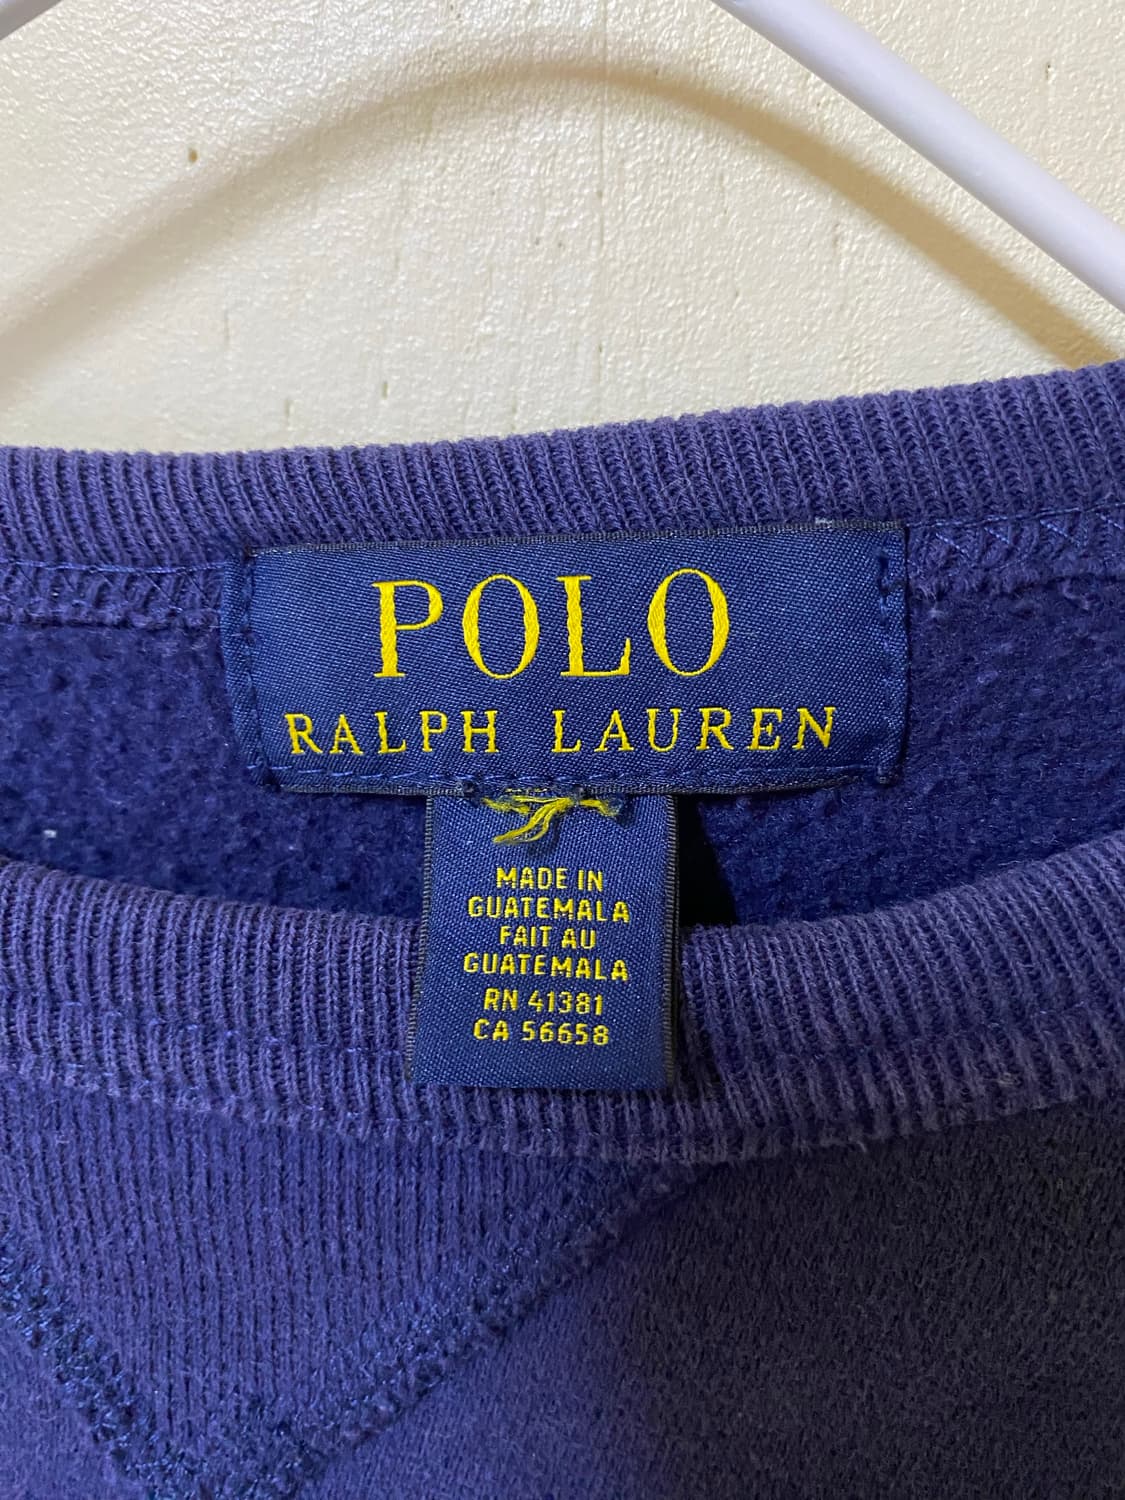 POLO
RALPH LAUREN
MADE IN
GUATEMALA
FAIT AU
GUATEMALA
RN 41381
CA 56658